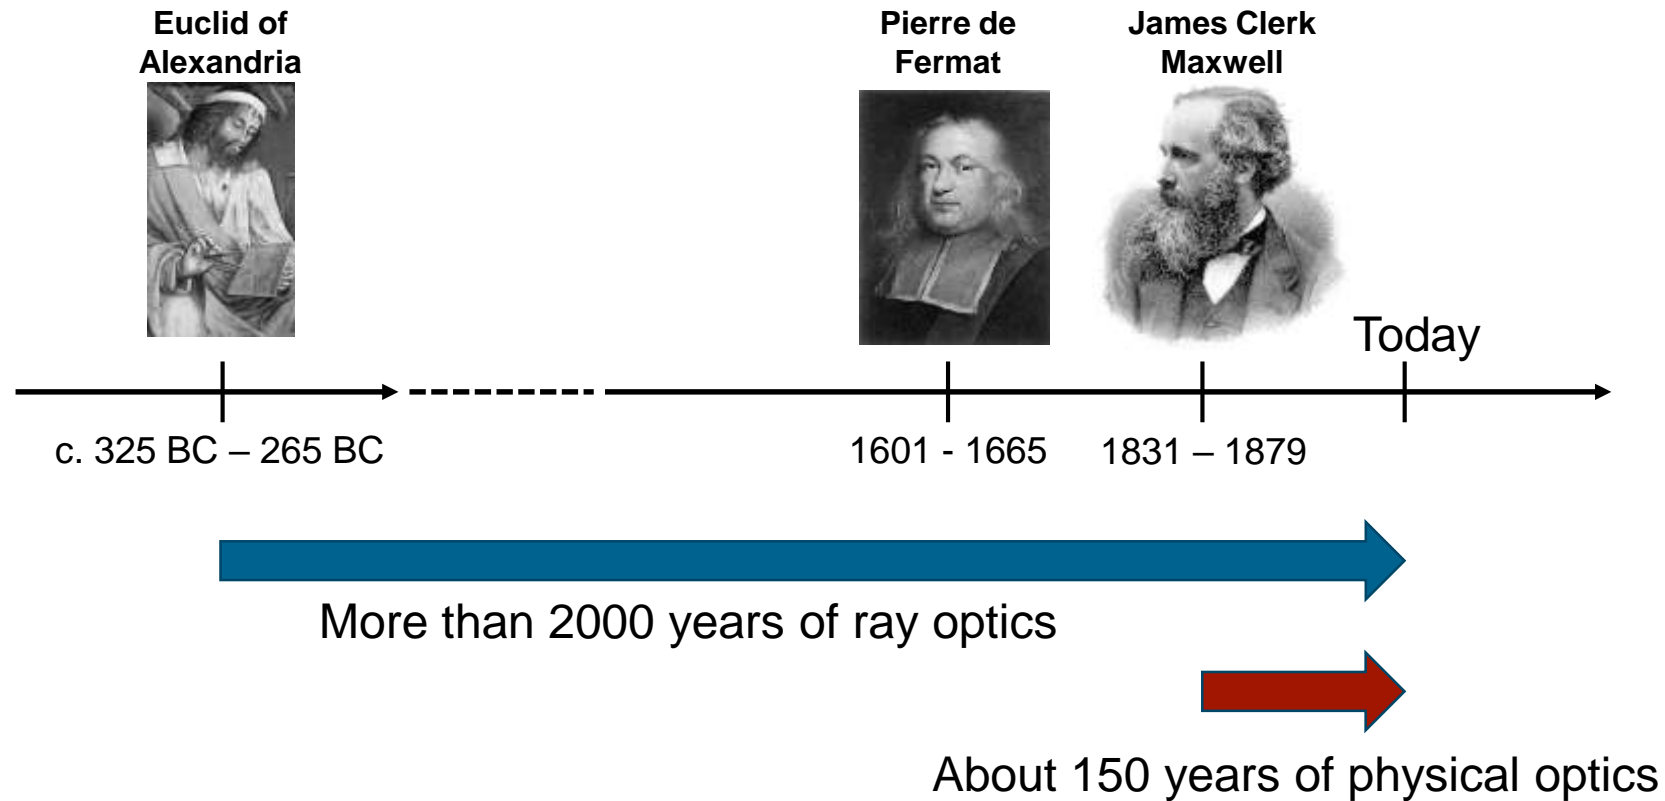 Euclid of
Alexandria
Pierre de
Fermat
James Clerk
Maxwell
Today
c. 325 BC – 265 BC
1601 - 1665
1831 – 1879
More than 2000 years of ray optics
About 150 years of physical optics